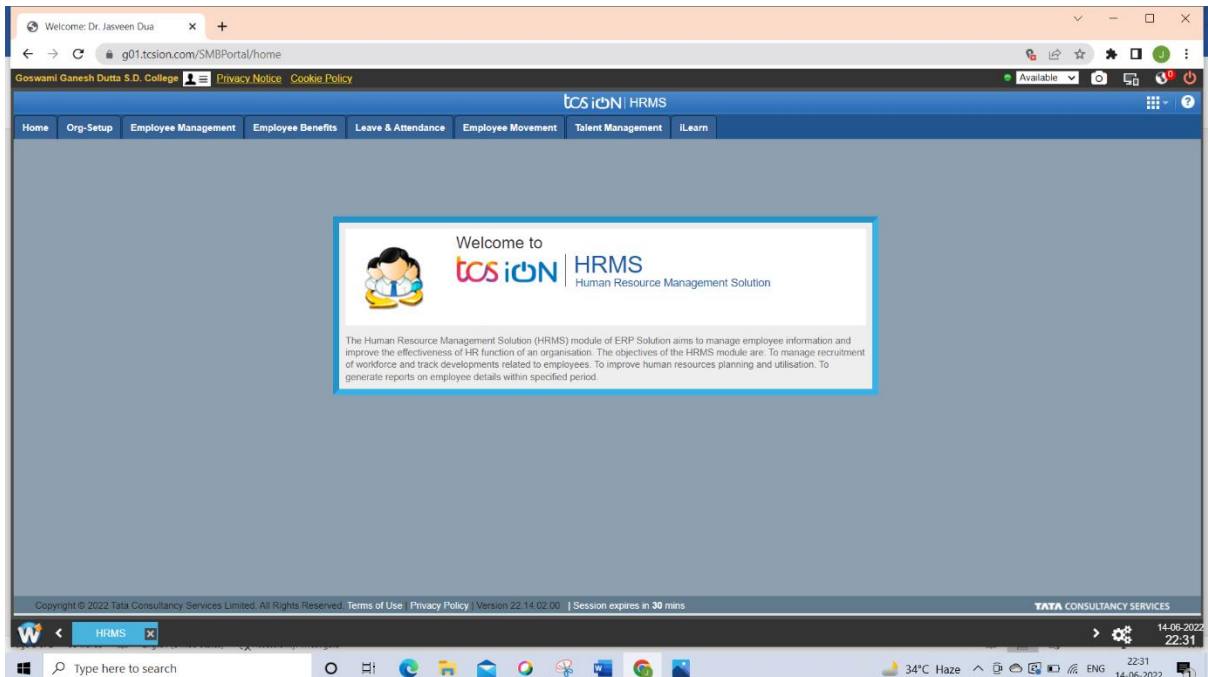 Welcome: Dr. Jasveen Dua
g01.tcsion.com/SMBPortal/home
J
Goswami Ganesh Dutta S.D. College Privacy Notice Cookie Policy Available 0
tcs iON | HRMS
Home Org-Setup Employee Management Employee Benefits Leave & Attendance Employee Movement Talent Management iLearn
Welcome to
tcs iON HRMS
Human Resource Management Solution
The Human Resource Management Solution (HRMS) module of ERP Solution aims to manage employee information and
improve the effectiveness of HR function of an organisation. The objectives of the HRMS module are: To manage recruitment
of workforce and track developments related to employees. To improve human resources planning and utilisation. To
generate reports on employee details within specified period.
Copyright © 2022 Tata Consultancy Services Limited. All Rights Reserved. Terms of Use | Privacy Policy | Version 22.14.02.00 | Session expires in 30 mins TATA CONSULTANCY SERVICES
W HRMS 14-06-2022
22:31
Type here to search 34°C Haze ENG 22:31
14-06-2022